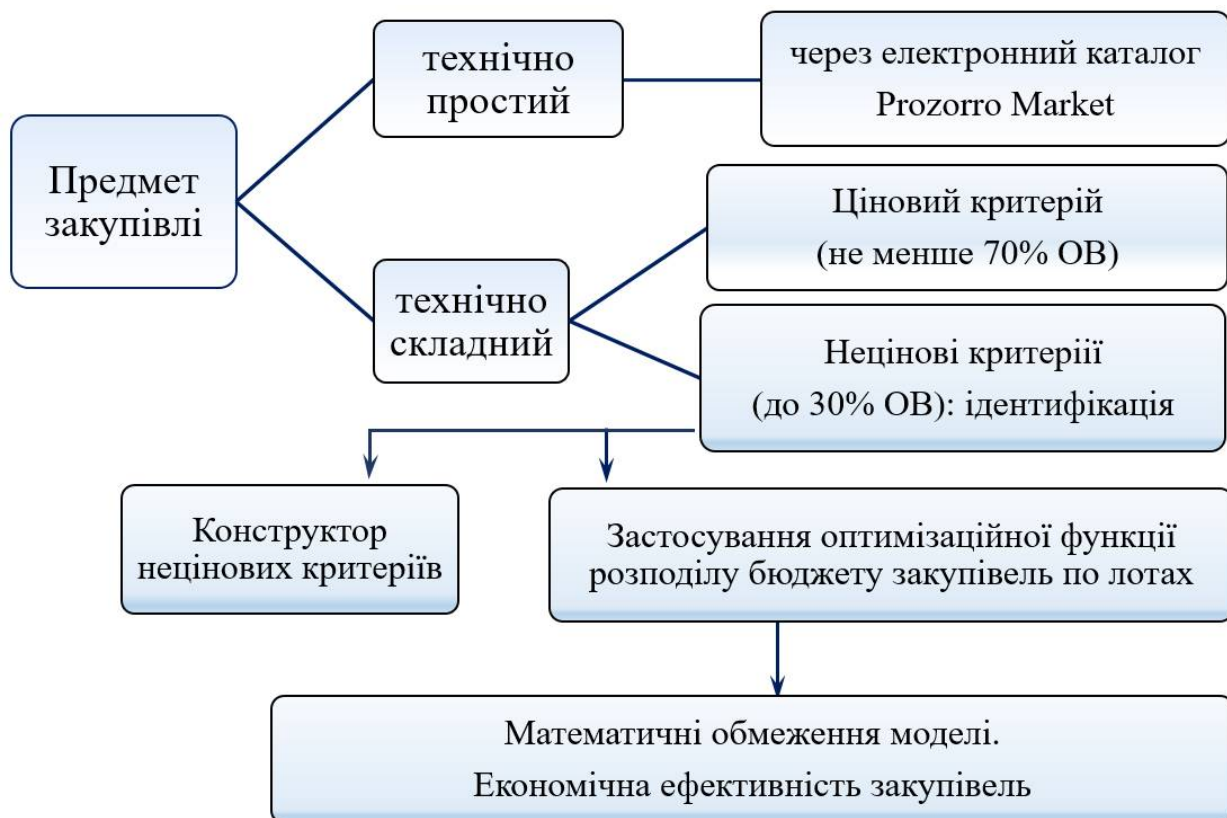 технічно
простий
через електронний каталог
Prozorro Market
Предмет
закупівлі
Ціновий критерій
(не менше 70% ОВ)
технічно
складний
Нецінові критеріії
(до 30% ОВ): ідентифікація
Конструктор
нецінових критеріїв
Застосування оптимізаційної функції
розподілу бюджету закупівель по лотах
Математичні обмеження моделі.
Економічна ефективність закупівель